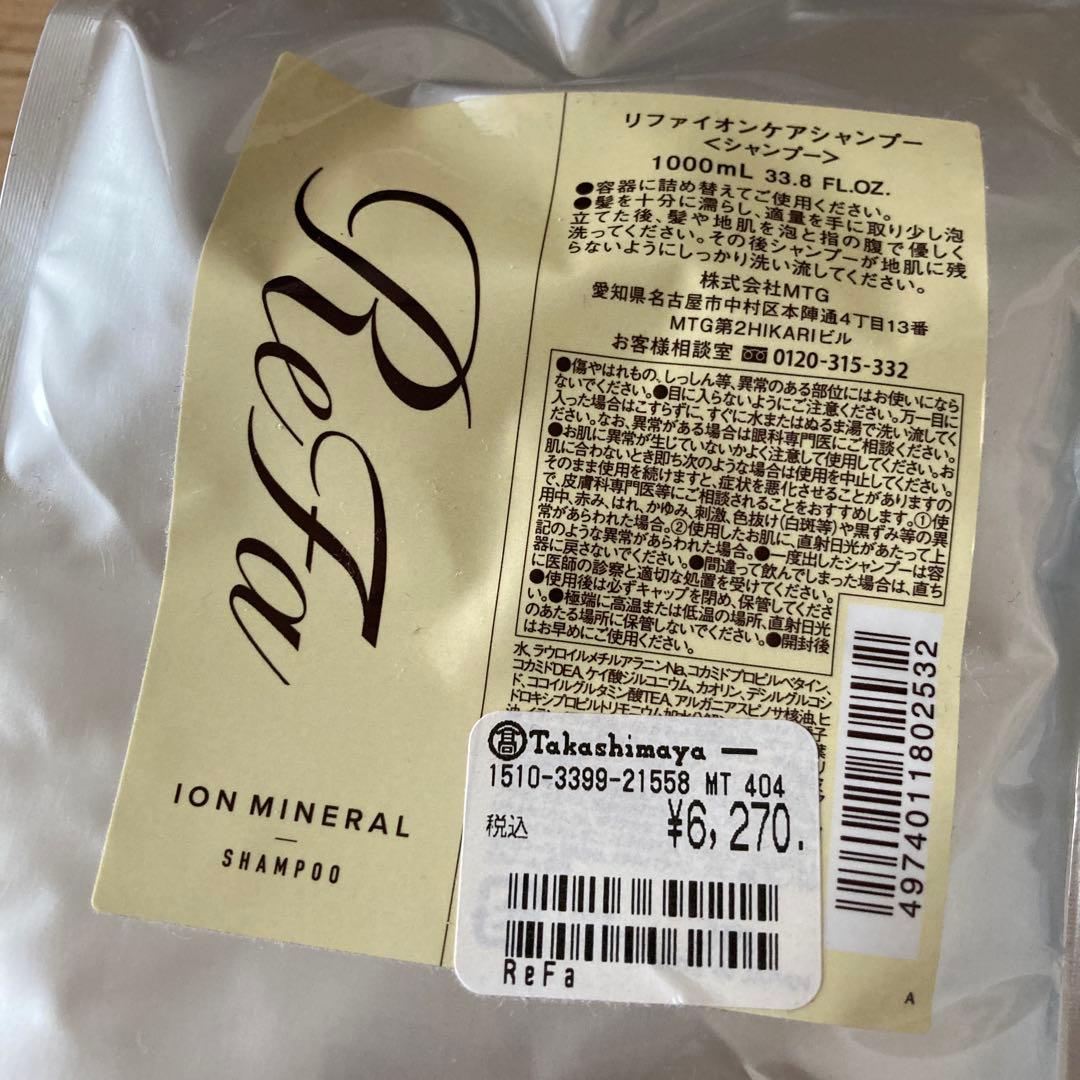 ReFa
ION MINERAL
SHAMPOO
リファイオンケアシャンプー
<シャンプー>
1000mL 33.8 FL.OZ.
●容器に詰め替えてご使用ください。
●髪を十分に濡らし、適量を手に取り少し泡
立てた後、髪や地肌を泡と指の腹で優しく
洗ってください。その後シャンプーが地肌に残
らないようにしっかり洗い流してください。
株式会社MTG
愛知県名古屋市中村区本陣通4丁目13番
MTG第2HIKARIビル
お客様相談室 0120-315-332
●傷やはれもの、しっしん等、異常のある部位にはお使いになら
ないでください。●目に入らないようにご注意ください。万一目に
入った場合はこすらずに、すぐに水またはぬるま湯で洗い流してく
ださい。なお、異常がある場合は眼科専門医にご相談ください。
●お肌に異常が生じていないかよく注意して使用してください。お
肌に合わないとき即ち次のような場合は使用を中止してください。
そのまま使用を続けますと、症状を悪化させることがありますの
で、皮膚科専門医等にご相談されることをおすすめします。①使
用中、赤み、はれ、かゆみ、刺激、色抜け(白斑等)や黒ずみ等の異
常があらわれた場合。②使用したお肌に、直射日光があたって上
記のような異常があらわれた場合。●一度出したシャンプーは容
器に戻さないでください。●間違って飲んでしまった場合は、直ち
に医師の診察と適切な処置を受けてください。
●使用後は必ずキャップを閉め、保管してくださ
い。●極端に高温または低温の場所、直射日光
のあたる場所に保管しないでください。●開封後
はお早めにご使用ください。
水、ラウロイルメチルアラニンNa、コカミドプロピルベタイン、
コカミドDEA、ケイ酸ジルコニウム、カオリン、デシルグルコシ
ド、ココイルグルタミン酸TEA、アルガニアスピノサ核油、ヒ
ドロキシプロピルトリモニウム
4974011802532
髙 Takashimaya
1510-3399-21558 MT 404
税込 ¥6,270.
ReFa
A